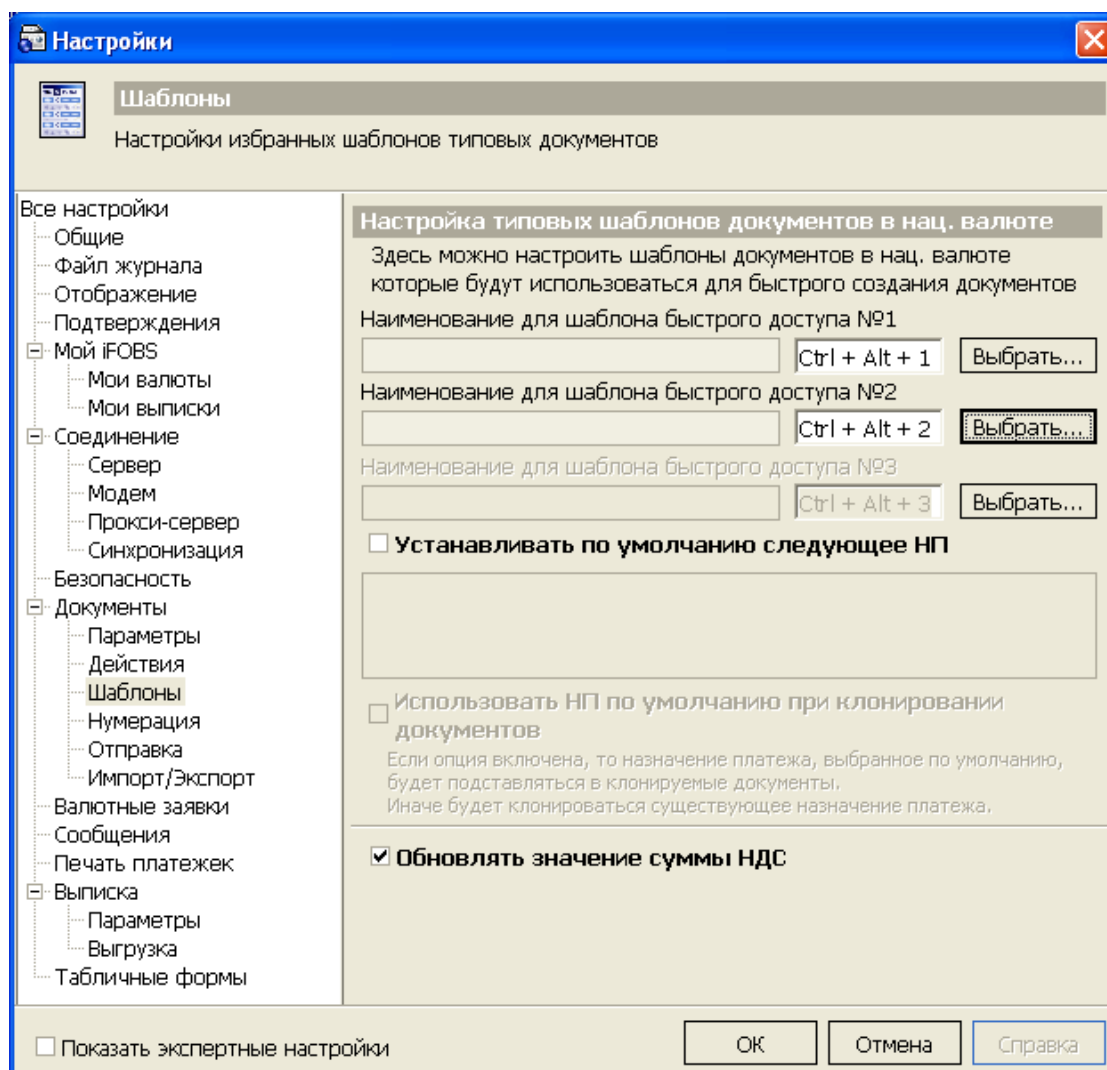 Настройки
Шаблоны
Настройки избранных шаблонов типовых документов
Все настройки
Общие
Файл журнала
Отображение
Подтверждения
Мой iFOBS
Мои валюты
Мои выписки
Соединение
Сервер
Модем
Прокси-сервер
Синхронизация
Безопасность
Документы
Параметры
Действия
Шаблоны
Нумерация
Отправка
Импорт/Экспорт
Валютные заявки
Сообщения
Печать платежек
Выписка
Параметры
Выгрузка
Табличные формы
Настройка типовых шаблонов документов в нац. валюте
Здесь можно настроить шаблоны документов в нац. валюте
которые будут использоваться для быстрого создания документов
Наименование для шаблона быстрого доступа №1
Ctrl + Alt + 1 Выбрать...
Наименование для шаблона быстрого доступа №2
Ctrl + Alt + 2 Выбрать...
Наименование для шаблона быстрого доступа №3
Ctrl + Alt + 3 Выбрать...
Устанавливать по умолчанию следующее НП
Использовать НП по умолчанию при клонировании
документов
Если опция включена, то назначение платежа, выбранное по умолчанию,
будет подставляться в клонируемые документы.
Иначе будет клонироваться существующее назначение платежа.
Обновлять значение суммы НДС
Показать экспертные настройки
ОК Отмена Справка